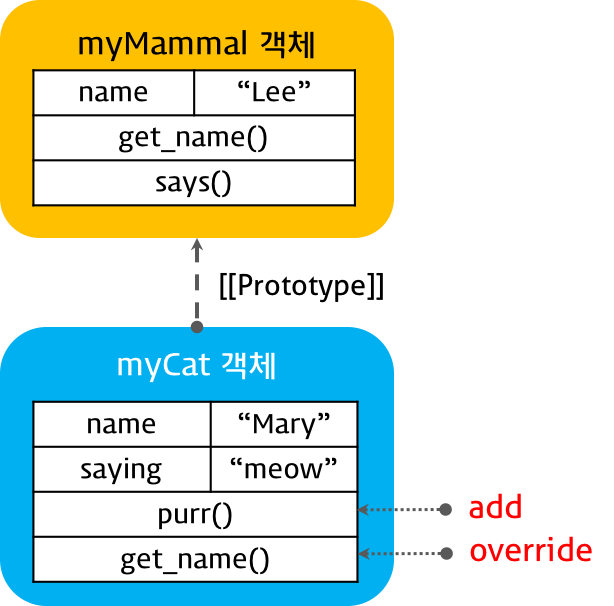 myMammal 객체
name “Lee”
get_name()
says()
[[Prototype]]
myCat 객체
name “Mary”
saying “meow”
purr() add
get_name() override